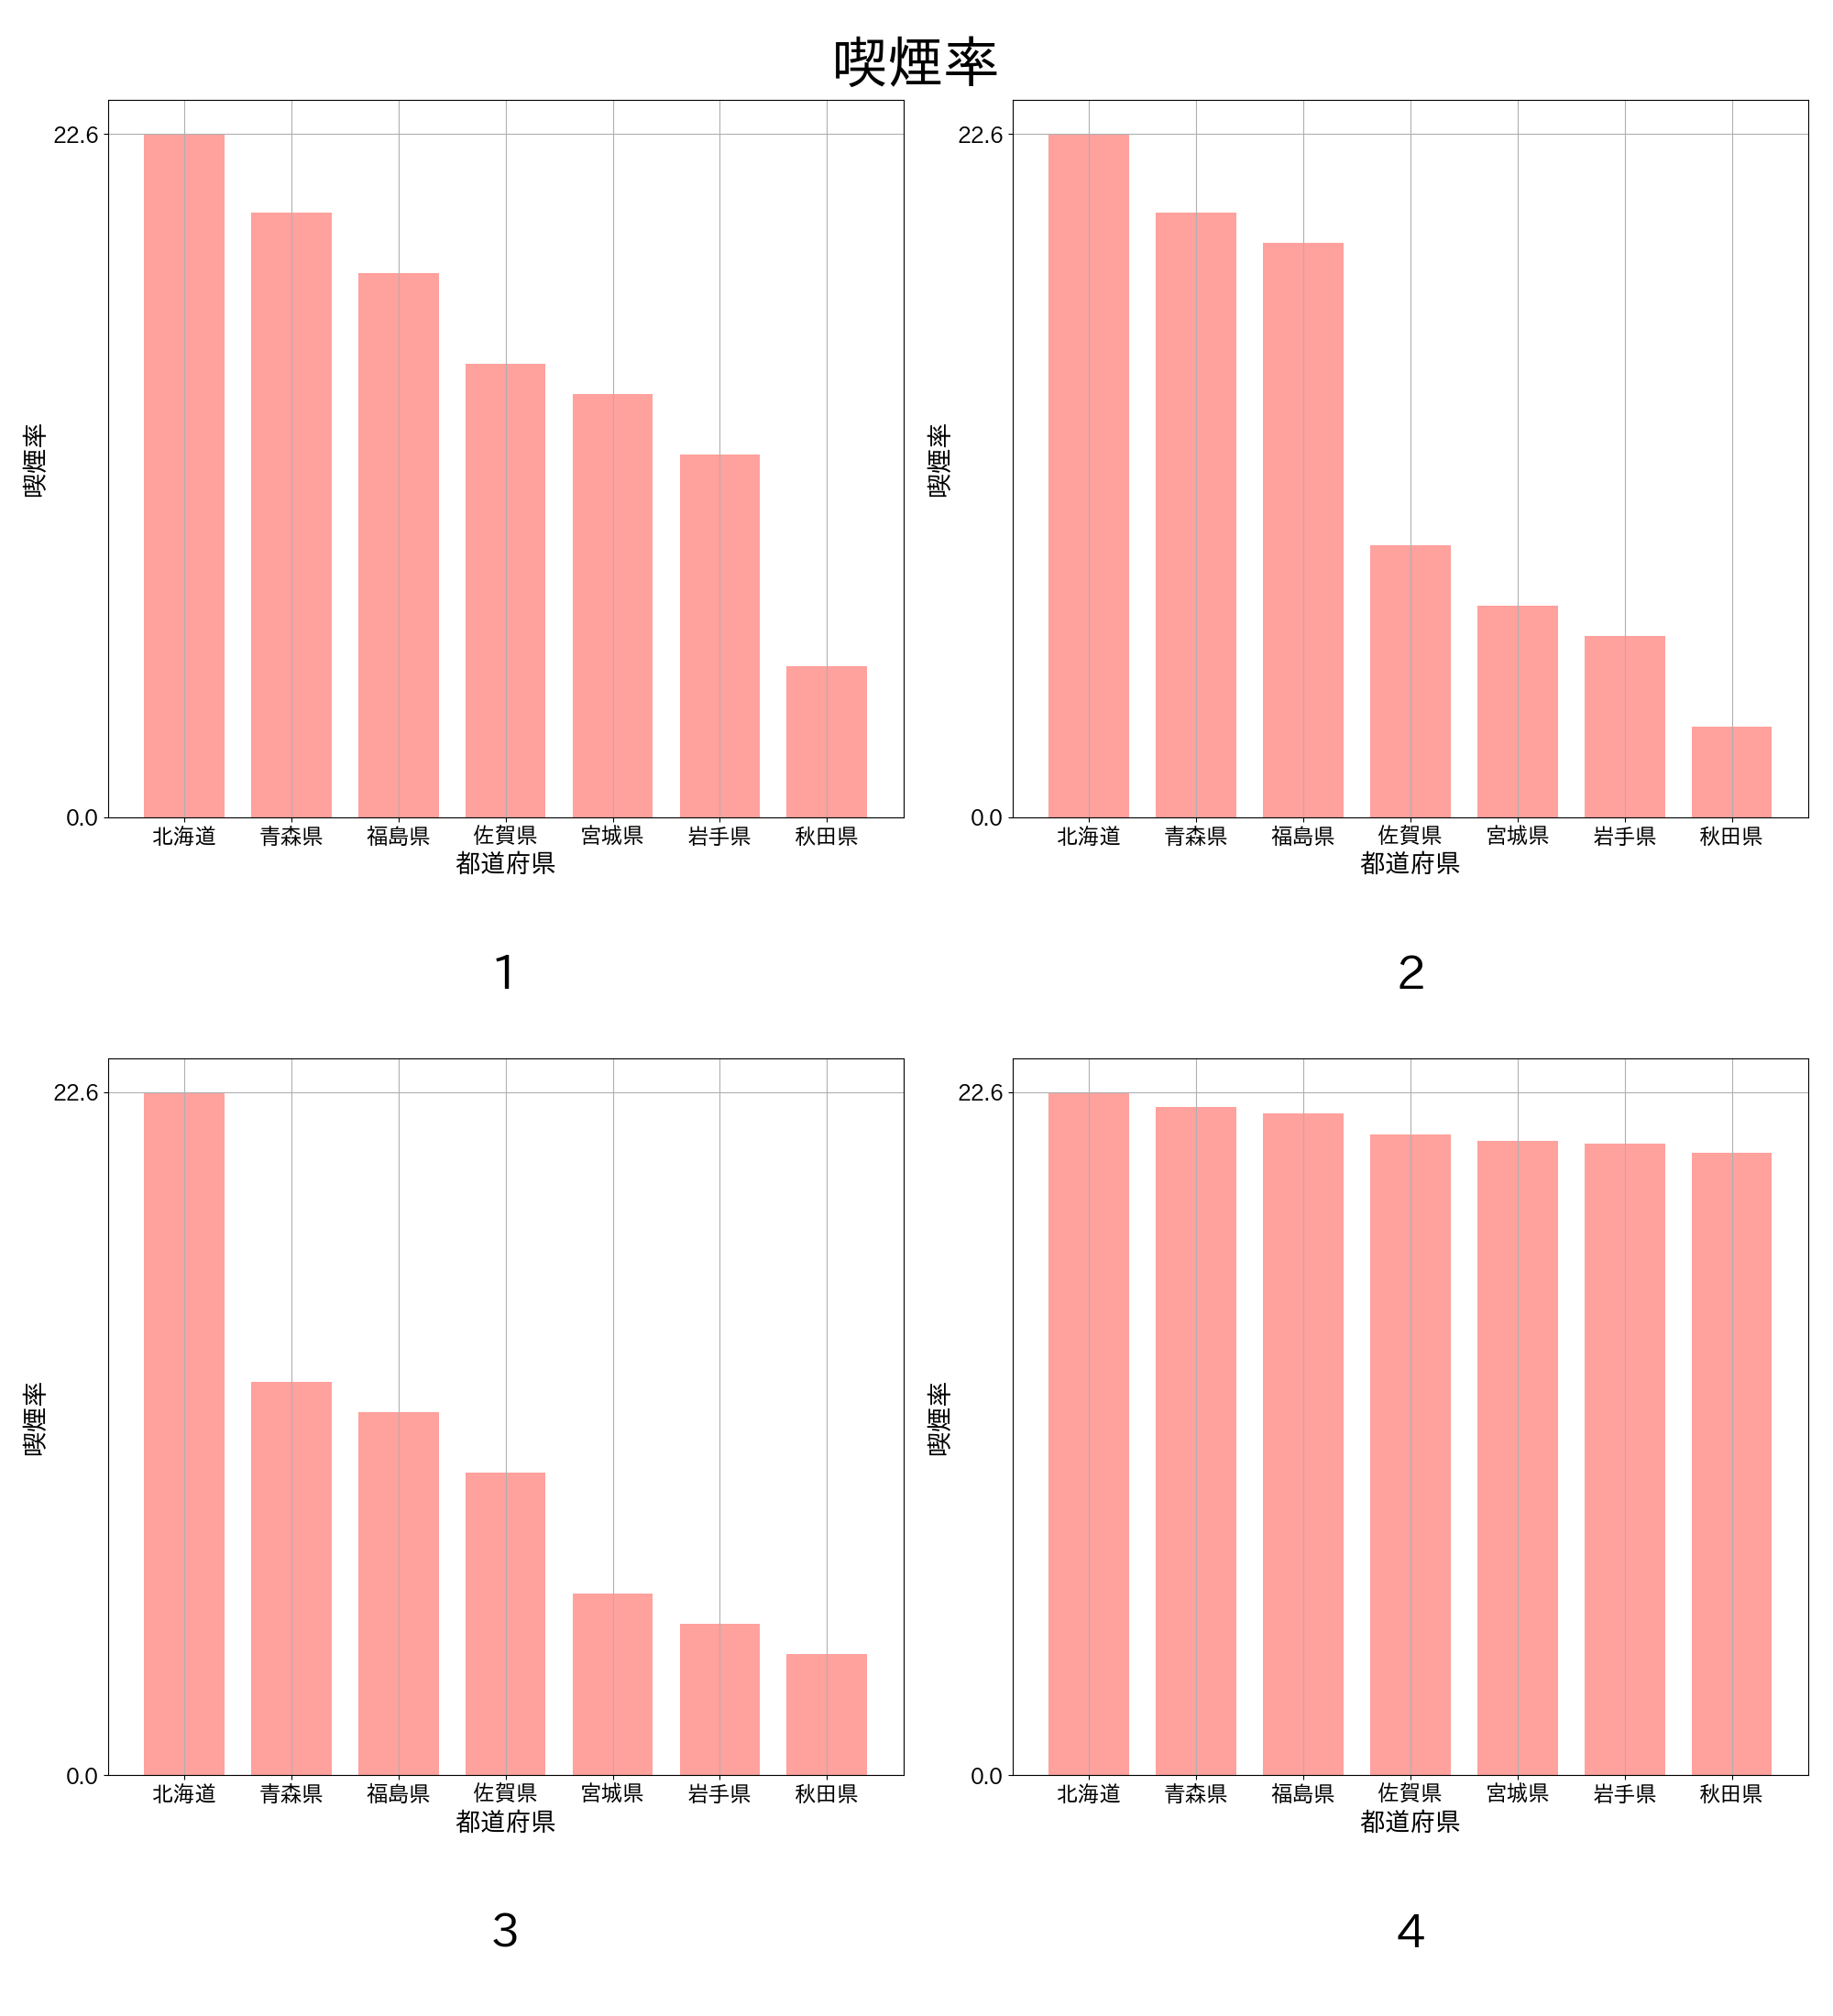 喫煙率
22.6
0.0
喫煙率
北海道 青森県 福島県 佐賀県 宮城県 岩手県 秋田県
都道府県
1
22.6
0.0
喫煙率
北海道 青森県 福島県 佐賀県 宮城県 岩手県 秋田県
都道府県
2
22.6
0.0
喫煙率
北海道 青森県 福島県 佐賀県 宮城県 岩手県 秋田県
都道府県
3
22.6
0.0
喫煙率
北海道 青森県 福島県 佐賀県 宮城県 岩手県 秋田県
都道府県
4